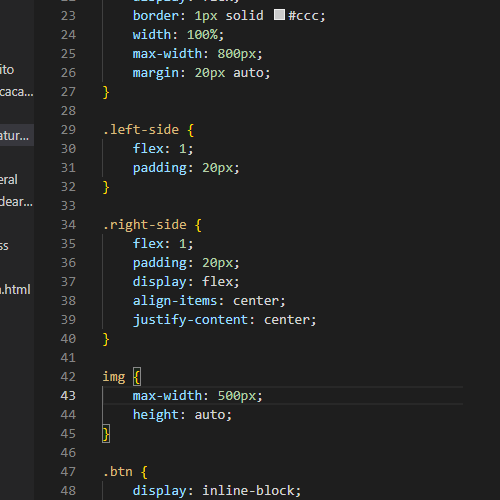 22 display: flex;
23 border: 1px solid #ccc;
24 width: 100%;
25 max-width: 800px;
26 margin: 20px auto;
27 }
28
29 .left-side {
30 flex: 1;
31 padding: 20px;
32 }
33
34 .right-side {
35 flex: 1;
36 padding: 20px;
37 display: flex;
38 align-items: center;
39 justify-content: center;
40 }
41
42 img {
43 max-width: 500px;
44 height: auto;
45 }
46
47 .btn {
48 display: inline-block;
ito
caca...
atur...
eral
dear...
ss
.html